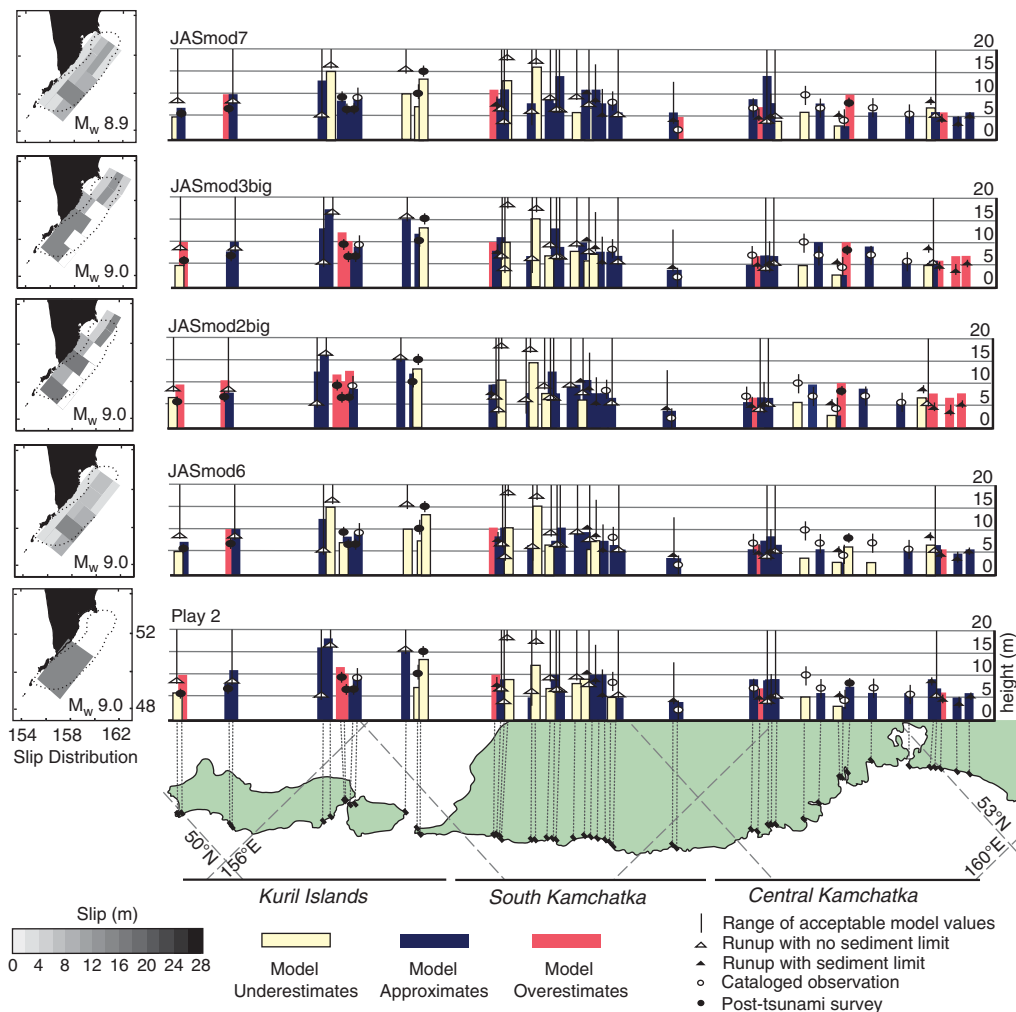 JASmod7
20
15
10
5
0
Mw 8.9
JASmod3big
20
15
10
5
0
Mw 9.0
JASmod2big
20
15
10
5
0
Mw 9.0
JASmod6
20
15
10
5
0
Mw 9.0
Play 2
20
15
10
5
0
height (m)
52
48
Mw 9.0
154 158 162
Slip Distribution
50°N
156°E
53°N
160°E
Kuril Islands
South Kamchatka
Central Kamchatka
Slip (m)
0 4 8 12 16 20 24 28
Model Underestimates
Model Approximates
Model Overestimates
Range of acceptable model values
Runup with no sediment limit
Runup with sediment limit
Cataloged observation
Post-tsunami survey